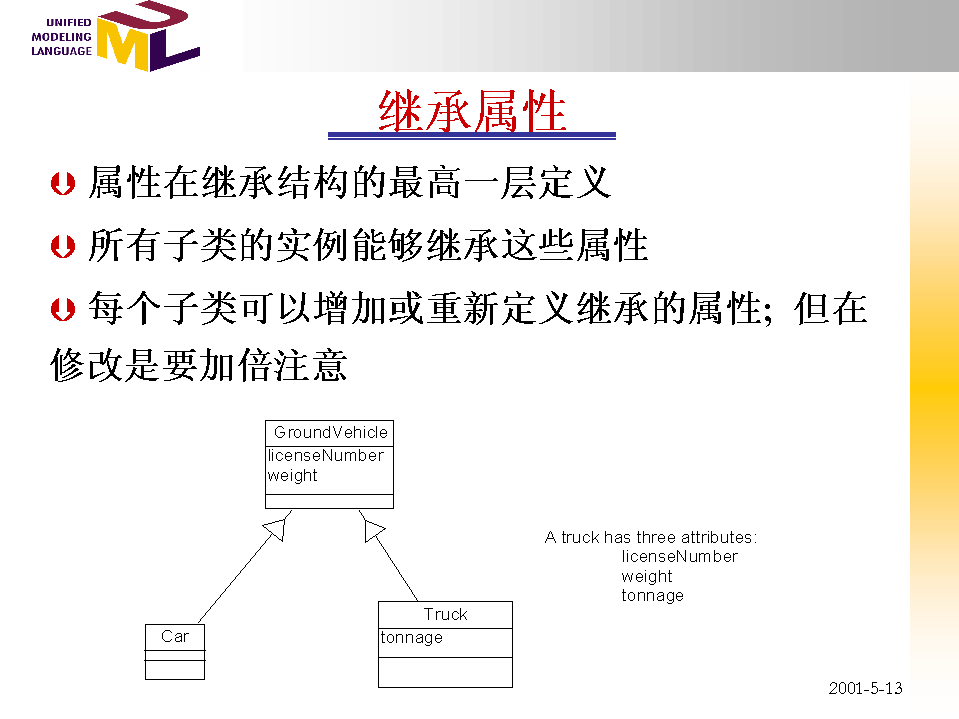 UNIFIED
MODELING
LANGUAGE
UML
继承属性
属性在继承结构的最高一层定义
所有子类的实例能够继承这些属性
每个子类可以增加或重新定义继承的属性; 但在
修改是要加倍注意
GroundVehicle
licenseNumber
weight
A truck has three attributes:
licenseNumber
weight
tonnage
Truck
tonnage
Car
2001-5-13